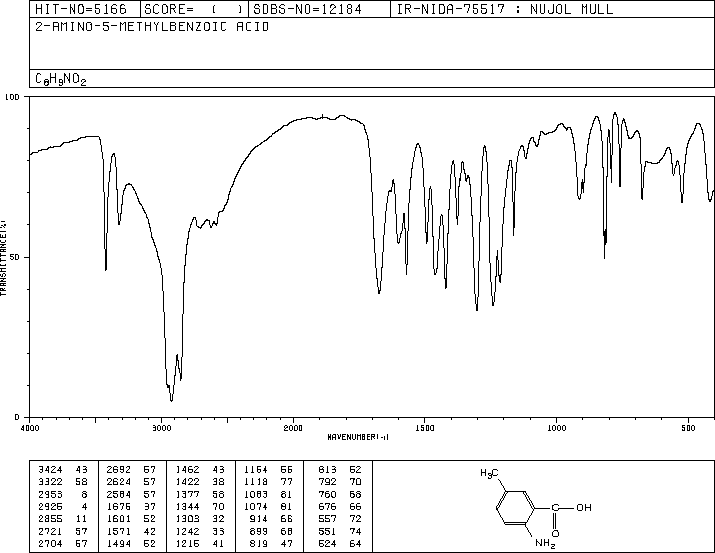 HIT-NO=5166 SCORE= ( ) SDBS-NO=12184 IR-NIDA-75517 : NUJOL MULL
2-AMINO-5-METHYLBENZOIC ACID
C8H9NO2
100
50
0
TRANSMITTANCE(%)
4000 3000 2000 1500 1000 500
WAVENUMBER(-1)
3424 43 2692 57 1462 43 1164 55 813 52
3322 58 2624 57 1422 38 1118 77 792 70
2953 8 2584 57 1377 58 1083 81 760 68
2925 4 1676 37 1344 70 1074 81 676 66
2855 11 1601 52 1303 32 914 66 557 72
2721 57 1571 42 1242 33 899 68 551 74
2704 57 1494 52 1216 41 819 47 524 64
H3C
OH
O
NH2